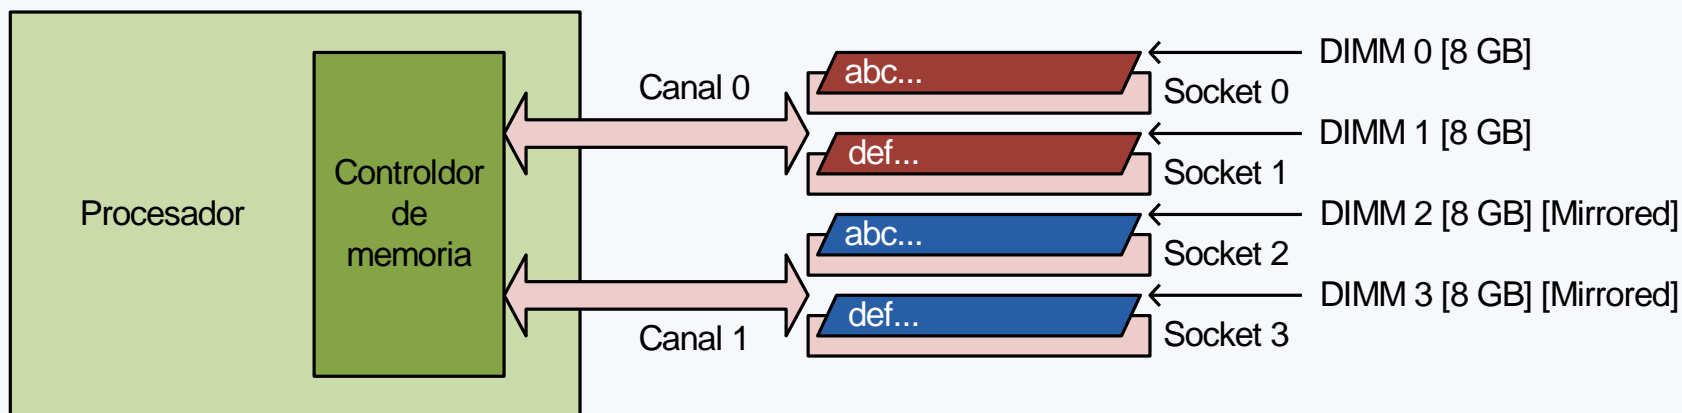 Procesador
Controldor
de
memoria
Canal 0
Canal 1
abc...
DIMM 0 [8 GB]
Socket 0
def...
DIMM 1 [8 GB]
Socket 1
abc...
DIMM 2 [8 GB] [Mirrored]
Socket 2
def...
DIMM 3 [8 GB] [Mirrored]
Socket 3